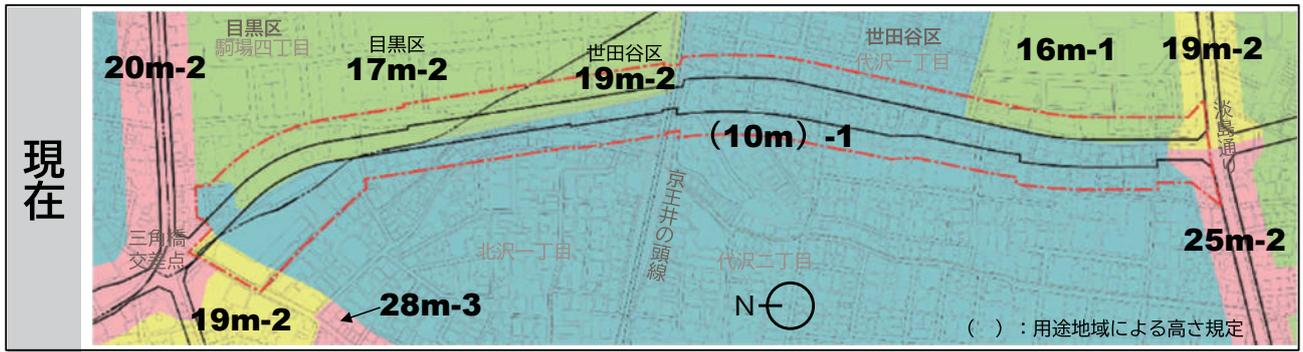 現在
目黒区
駒場四丁目
20m-2
目黒区
17m-2
世田谷区
19m-2
世田谷区
代沢一丁目
16m-1
19m-2
淡島通り
（10m）-1
三角橋
交差点
北沢一丁目
京王井の頭線
代沢二丁目
25m-2
19m-2
28m-3
N
（　）：用途地域による高さ規定